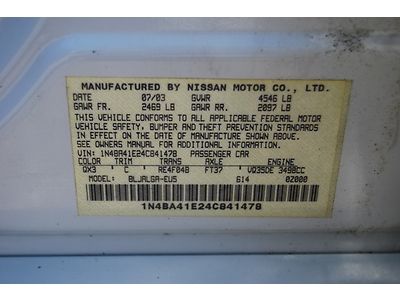 MANUFACTURED BY NISSAN MOTOR CO., LTD.
DATE 07/03 GVWR 4546 LB
GAWR FR. 2469 LB GAWR RR. 2097 LB
THIS VEHICLE CONFORMS TO ALL APPLICABLE FEDERAL MOTOR
VEHICLE SAFETY, BUMPER AND THEFT PREVENTION STANDARDS
IN EFFECT ON THE DATE OF MANUFACTURE SHOWN ABOVE.
SEE OWNERS MANUAL FOR ADDITIONAL INFORMATION.
VIN: 1N4BA41E24C841478 PASSENGER CAR
COLOR TRIM TRANS AXLE ENGINE
QX3 C RE4F04B FT37 VQ35DE 3498CC
MODEL: BLJALGA-EU5 614 0Z000
1N4BA41E24C841478